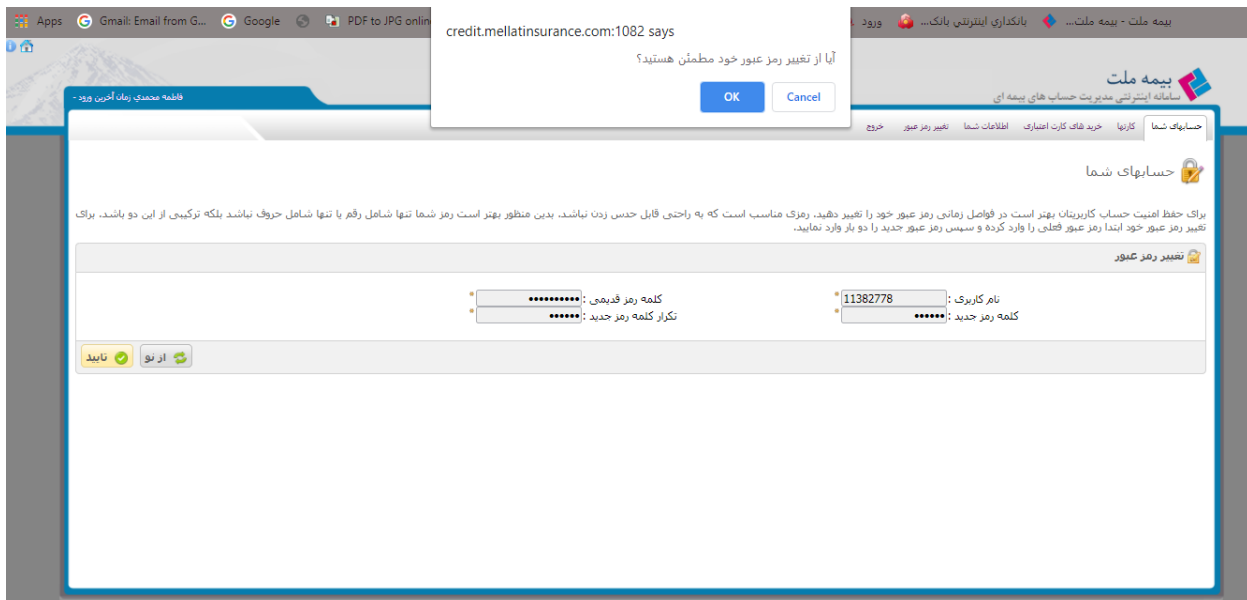 Apps Gmail: Email from G... Google PDF to JPG onlin ورود بانکداري اينترنتي بانک... بیمه ملت - بیمه ملت...
credit.mellatinsurance.com:1082 says
آیا از تغییر رمز عبور خود مطمئن هستید؟
OK Cancel
بیمه ملت
سامانه اینترنتی مدیریت حساب های بیمه ای
فاطمه محمدي زمان آخرین ورود -
حسابهای شما کارتها خرید های کارت اعتباری اطلاعات شما تغییر رمز عبور خروج
حسابهای شما
برای حفظ امنیت حساب کاربریتان بهتر است در فواصل زمانی رمز عبور خود را تغییر دهید، رمزی مناسب است که به راحتی قابل حدس زدن نباشد. بدین منظور بهتر است رمز شما تنها شامل رقم یا تنها شامل حروف نباشد بلکه ترکیبی از این دو باشد. برای
تغییر رمز عبور خود ابتدا رمز عبور فعلی را وارد کرده و سپس رمز عبور جدید را دو بار وارد نمایید.
تغییر رمز عبور
نام کاربری : 11382778 * کلمه رمز قدیمی : •••••••••• *
کلمه رمز جدید : •••••• * تکرار کلمه رمز جدید : •••••• *
از نو تایید